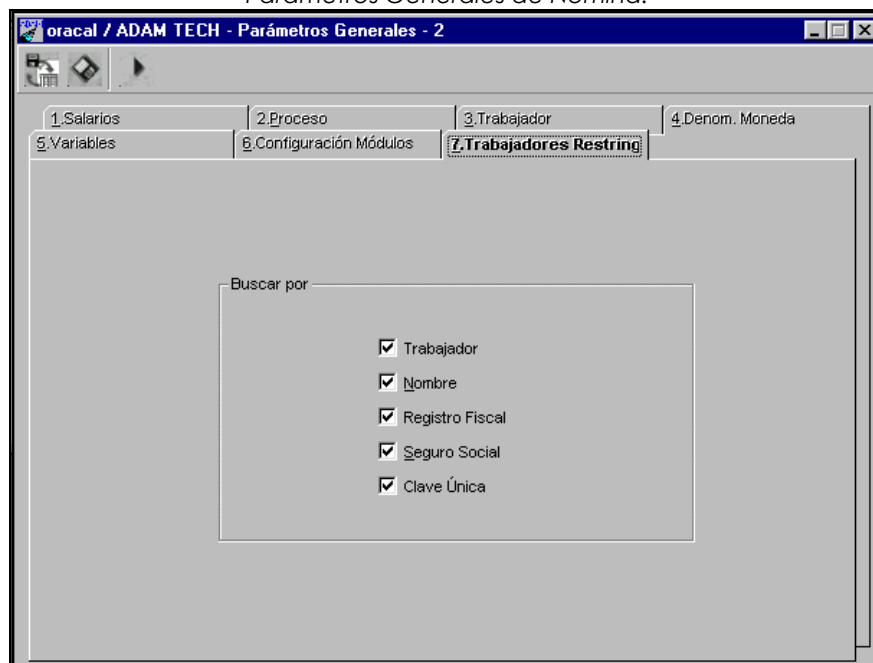 Parámetros Generales de Nómina.
oracal / ADAM TECH - Parámetros Generales - 2
1.Salarios 2.Proceso 3.Trabajador 4.Denom. Moneda
5.Variables 6.Configuración Módulos 7.Trabajadores Restring
Buscar por
Trabajador
Nombre
Registro Fiscal
Seguro Social
Clave Única